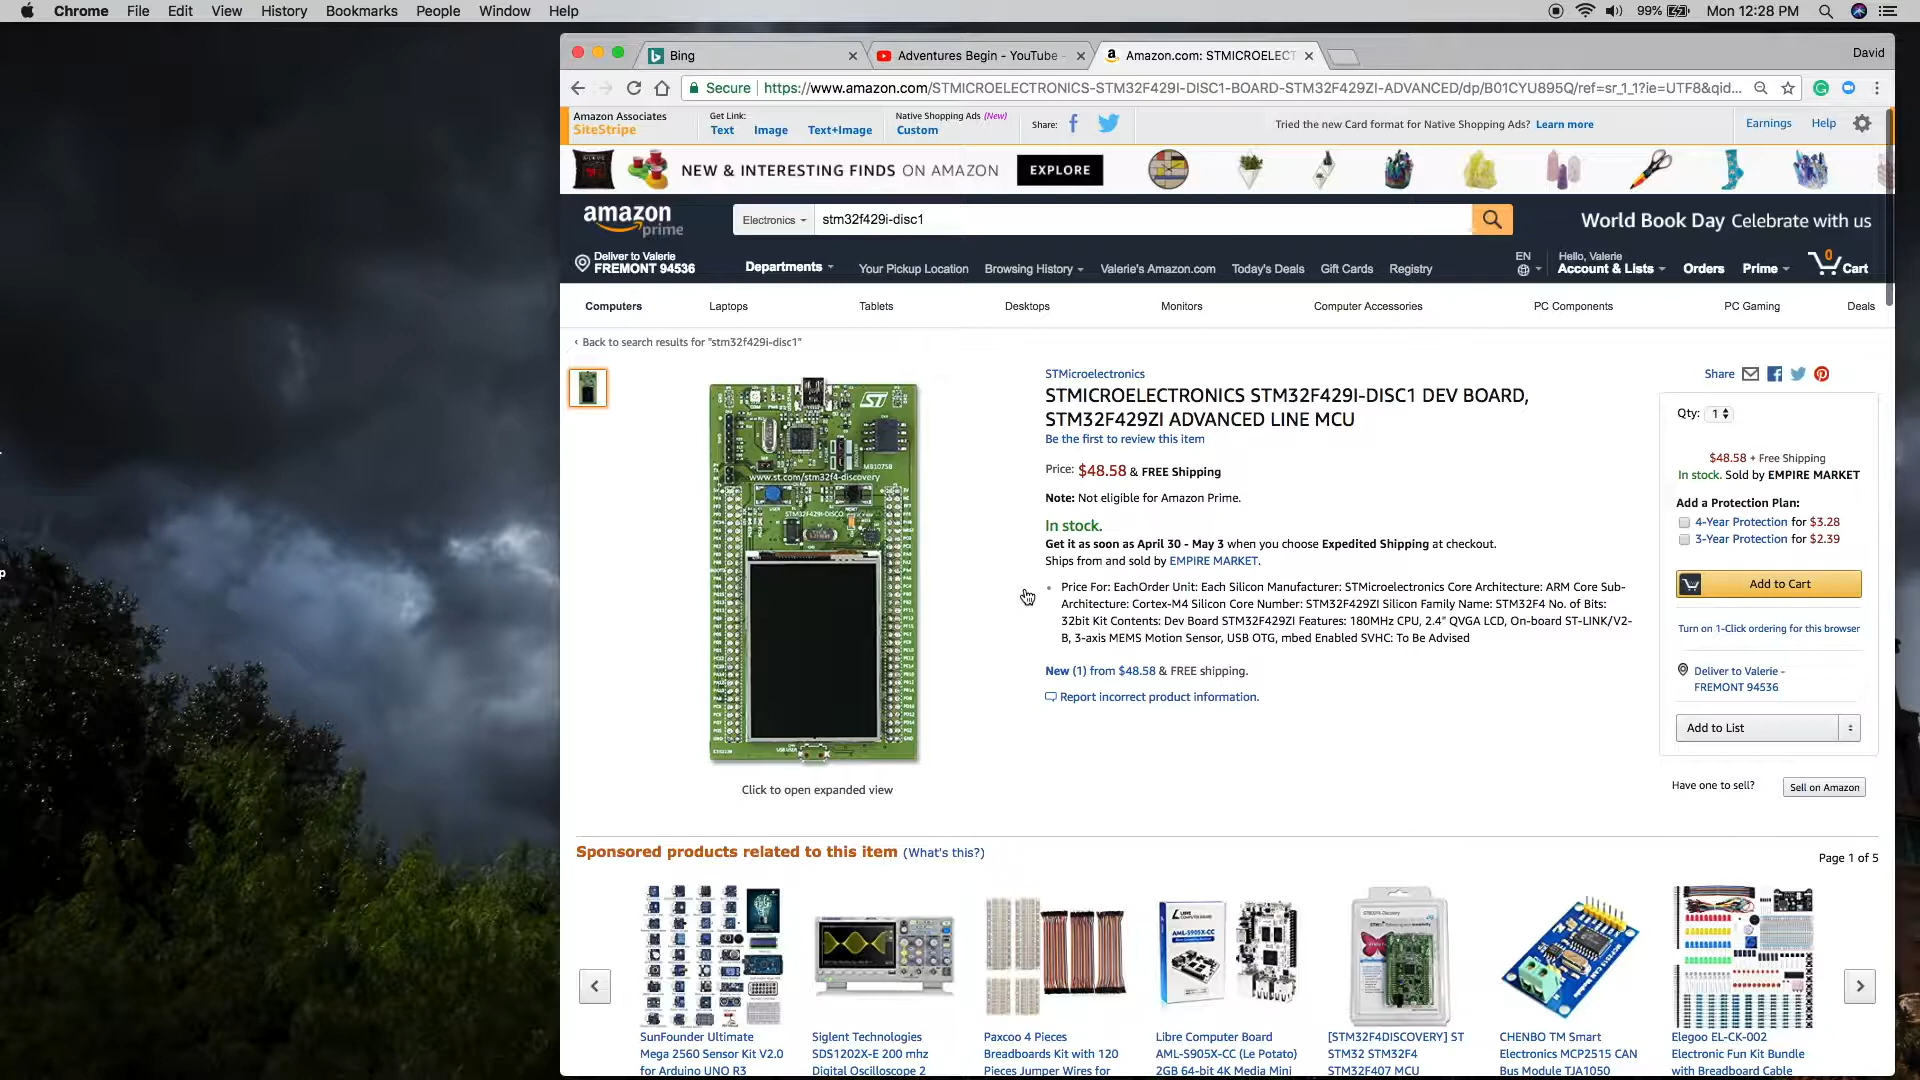 Chrome File Edit View History Bookmarks People Window Help
99% Mon 12:28 PM
Bing
Adventures Begin - YouTube -
Amazon.com: STMICROELECT
David
Secure https://www.amazon.com/STMICROELECTRONICS-STM32F429I-DISC1-BOARD-STM32F429ZI-ADVANCED/dp/B01CYU895Q/ref=sr_1_1?ie=UTF8&qid...
Amazon Associates
SiteStripe
Get Link:
Text Image Text+Image
Native Shopping Ads (New)
Custom
Share:
Tried the new Card format for Native Shopping Ads? Learn more
Earnings Help
NEW & INTERESTING FINDS ON AMAZON EXPLORE
amazon prime
Electronics
stm32f429i-disc1
World Book Day Celebrate with us
Deliver to Valerie
FREMONT 94536
Departments
Your Pickup Location Browsing History Valerie's Amazon.com Today's Deals Gift Cards Registry
EN
Hello, Valerie
Account & Lists
Orders Prime 0 Cart
Computers Laptops Tablets Desktops Monitors Computer Accessories PC Components PC Gaming Deals
‹ Back to search results for "stm32f429i-disc1"
ST
MB1075B
www.st.com/stm32f4-discovery
USER
RESET
STM32F429I-DISCO
Click to open expanded view
STMicroelectronics
STMICROELECTRONICS STM32F429I-DISC1 DEV BOARD,
STM32F429ZI ADVANCED LINE MCU
Be the first to review this item
Price: $48.58 & FREE Shipping
Note: Not eligible for Amazon Prime.
In stock.
Get it as soon as April 30 - May 3 when you choose Expedited Shipping at checkout.
Ships from and sold by EMPIRE MARKET.
Price For: EachOrder Unit: Each Silicon Manufacturer: STMicroelectronics Core Architecture: ARM Core Sub-
Architecture: Cortex-M4 Silicon Core Number: STM32F429ZI Silicon Family Name: STM32F4 No. of Bits:
32bit Kit Contents: Dev Board STM32F429ZI Features: 180MHz CPU, 2.4" QVGA LCD, On-board ST-LINK/V2-
B, 3-axis MEMS Motion Sensor, USB OTG, mbed Enabled SVHC: To Be Advised
New (1) from $48.58 & FREE shipping.
Report incorrect product information.
Share
Qty: 1
$48.58 + Free Shipping
In stock. Sold by EMPIRE MARKET
Add a Protection Plan:
4-Year Protection for $3.28
3-Year Protection for $2.39
Add to Cart
Turn on 1-Click ordering for this browser
Deliver to Valerie -
FREMONT 94536
Add to List
Have one to sell? Sell on Amazon
Sponsored products related to this item (What's this?)
Page 1 of 5
SunFounder Ultimate
Mega 2560 Sensor Kit V2.0
for Arduino UNO R3
Siglent Technologies
SDS1202X-E 200 mhz
Digital Oscilloscope 2
Paxcoo 4 Pieces
Breadboards Kit with 120
Pieces Jumper Wires for
Libre Computer Board
AML-S905X-CC (Le Potato)
2GB 64-bit 4K Media Mini
[STM32F4DISCOVERY] ST
STM32 STM32F4
STM32F407 MCU
CHENBO TM Smart
Electronics MCP2515 CAN
Bus Module TJA1050
Elegoo EL-CK-002
Electronic Fun Kit Bundle
with Breadboard Cable